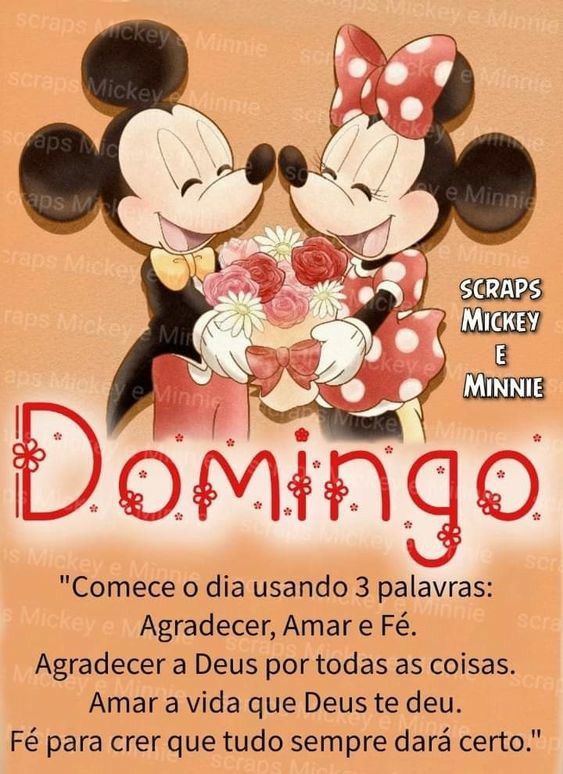 scraps
Mickey
e
Minnie
Domingo
"Comece o dia usando 3 palavras:
Agradecer, Amar e Fé.
Agradecer a Deus por todas as coisas.
Amar a vida que Deus te deu.
Fé para crer que tudo sempre dará certo."